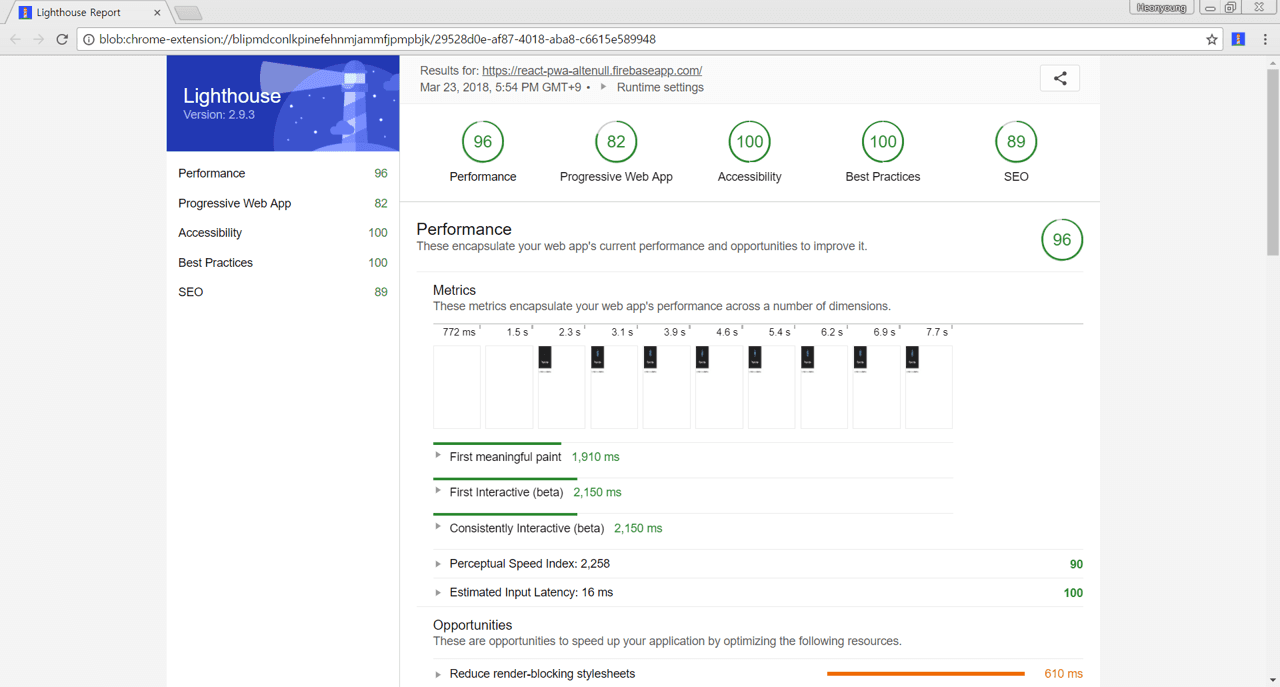 Lighthouse Report
Heonyoung
blob:chrome-extension://blipmdconlkpinefehnmjammfjpmpbjk/29528d0e-af87-4018-aba8-c6615e589948
Lighthouse
Version: 2.9.3
Performance 96
Progressive Web App 82
Accessibility 100
Best Practices 100
SEO 89
Results for: https://react-pwa-altenull.firebaseapp.com/
Mar 23, 2018, 5:54 PM GMT+9 • Runtime settings
96 82 100 100 89
Performance Progressive Web App Accessibility Best Practices SEO
Performance
These encapsulate your web app's current performance and opportunities to improve it.
96
Metrics
These metrics encapsulate your web app's performance across a number of dimensions.
772 ms 1.5 s 2.3 s 3.1 s 3.9 s 4.6 s 5.4 s 6.2 s 6.9 s 7.7 s
First meaningful paint 1,910 ms
First Interactive (beta) 2,150 ms
Consistently Interactive (beta) 2,150 ms
Perceptual Speed Index: 2,258 90
Estimated Input Latency: 16 ms 100
Opportunities
These are opportunities to speed up your application by optimizing the following resources.
Reduce render-blocking stylesheets 610 ms